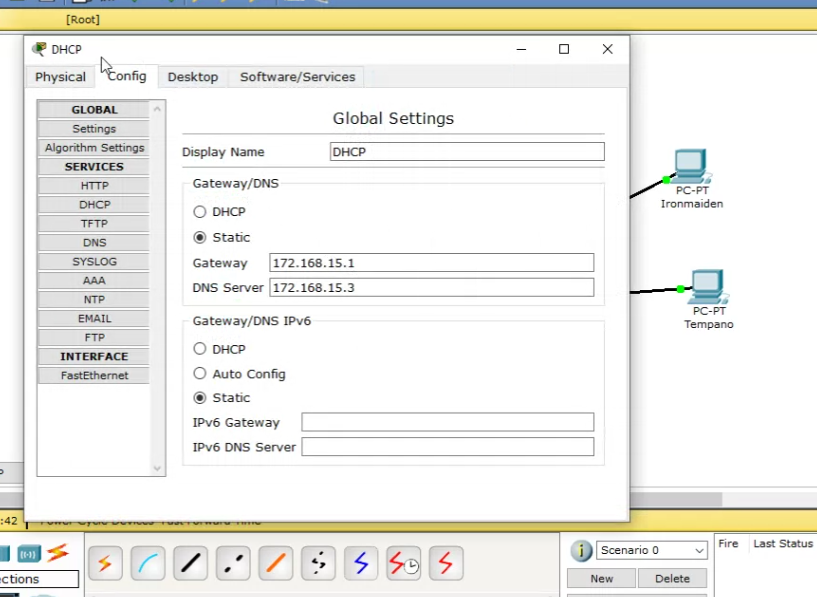 [Root]
DHCP
Physical Config Desktop Software/Services
GLOBAL
Settings
Algorithm Settings
SERVICES
HTTP
DHCP
TFTP
DNS
SYSLOG
AAA
NTP
EMAIL
FTP
INTERFACE
FastEthernet
Global Settings
Display Name DHCP
Gateway/DNS
DHCP
Static
Gateway 172.168.15.1
DNS Server 172.168.15.3
Gateway/DNS IPv6
DHCP
Auto Config
Static
IPv6 Gateway
IPv6 DNS Server
PC-PT
Ironmaiden
PC-PT
Tempano
:42 Power Cycle Devices Fast Forward Time
Scenario 0
New Delete
Fire Last Status